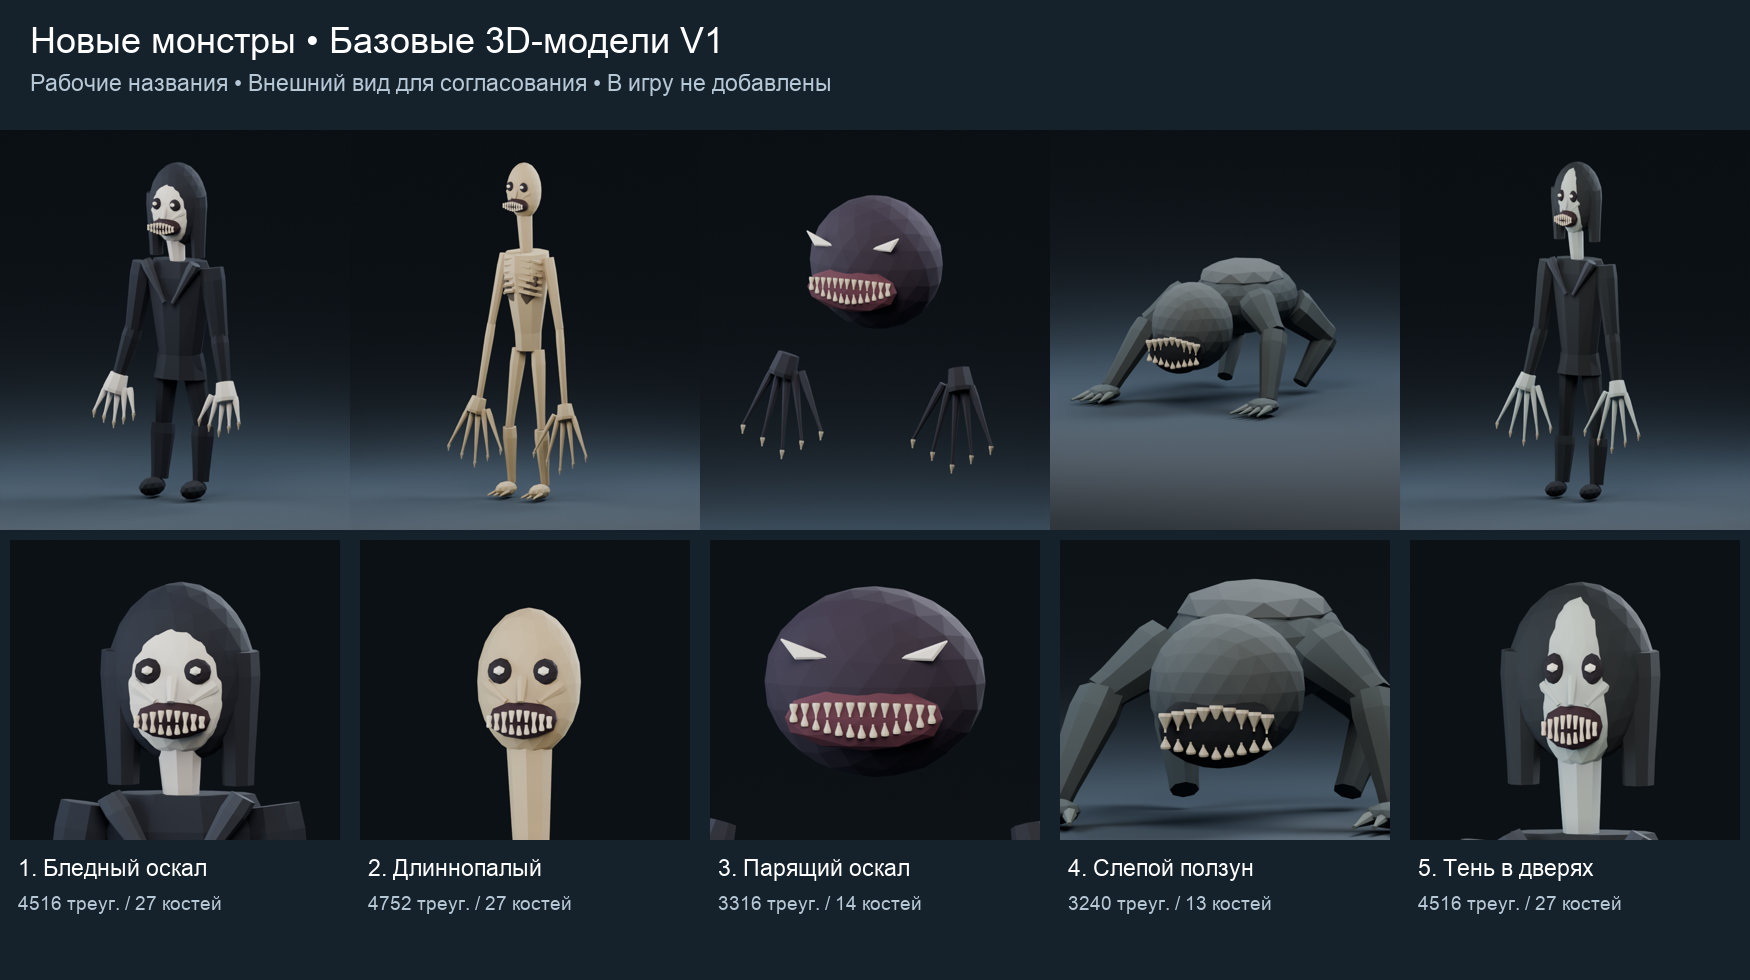 Новые монстры • Базовые 3D-модели V1
Рабочие названия • Внешний вид для согласования • В игру не добавлены
1. Бледный оскал
4516 треуг. / 27 костей
2. Длиннопалый
4752 треуг. / 27 костей
3. Парящий оскал
3316 треуг. / 14 костей
4. Слепой ползун
3240 треуг. / 13 костей
5. Тень в дверях
4516 треуг. / 27 костей